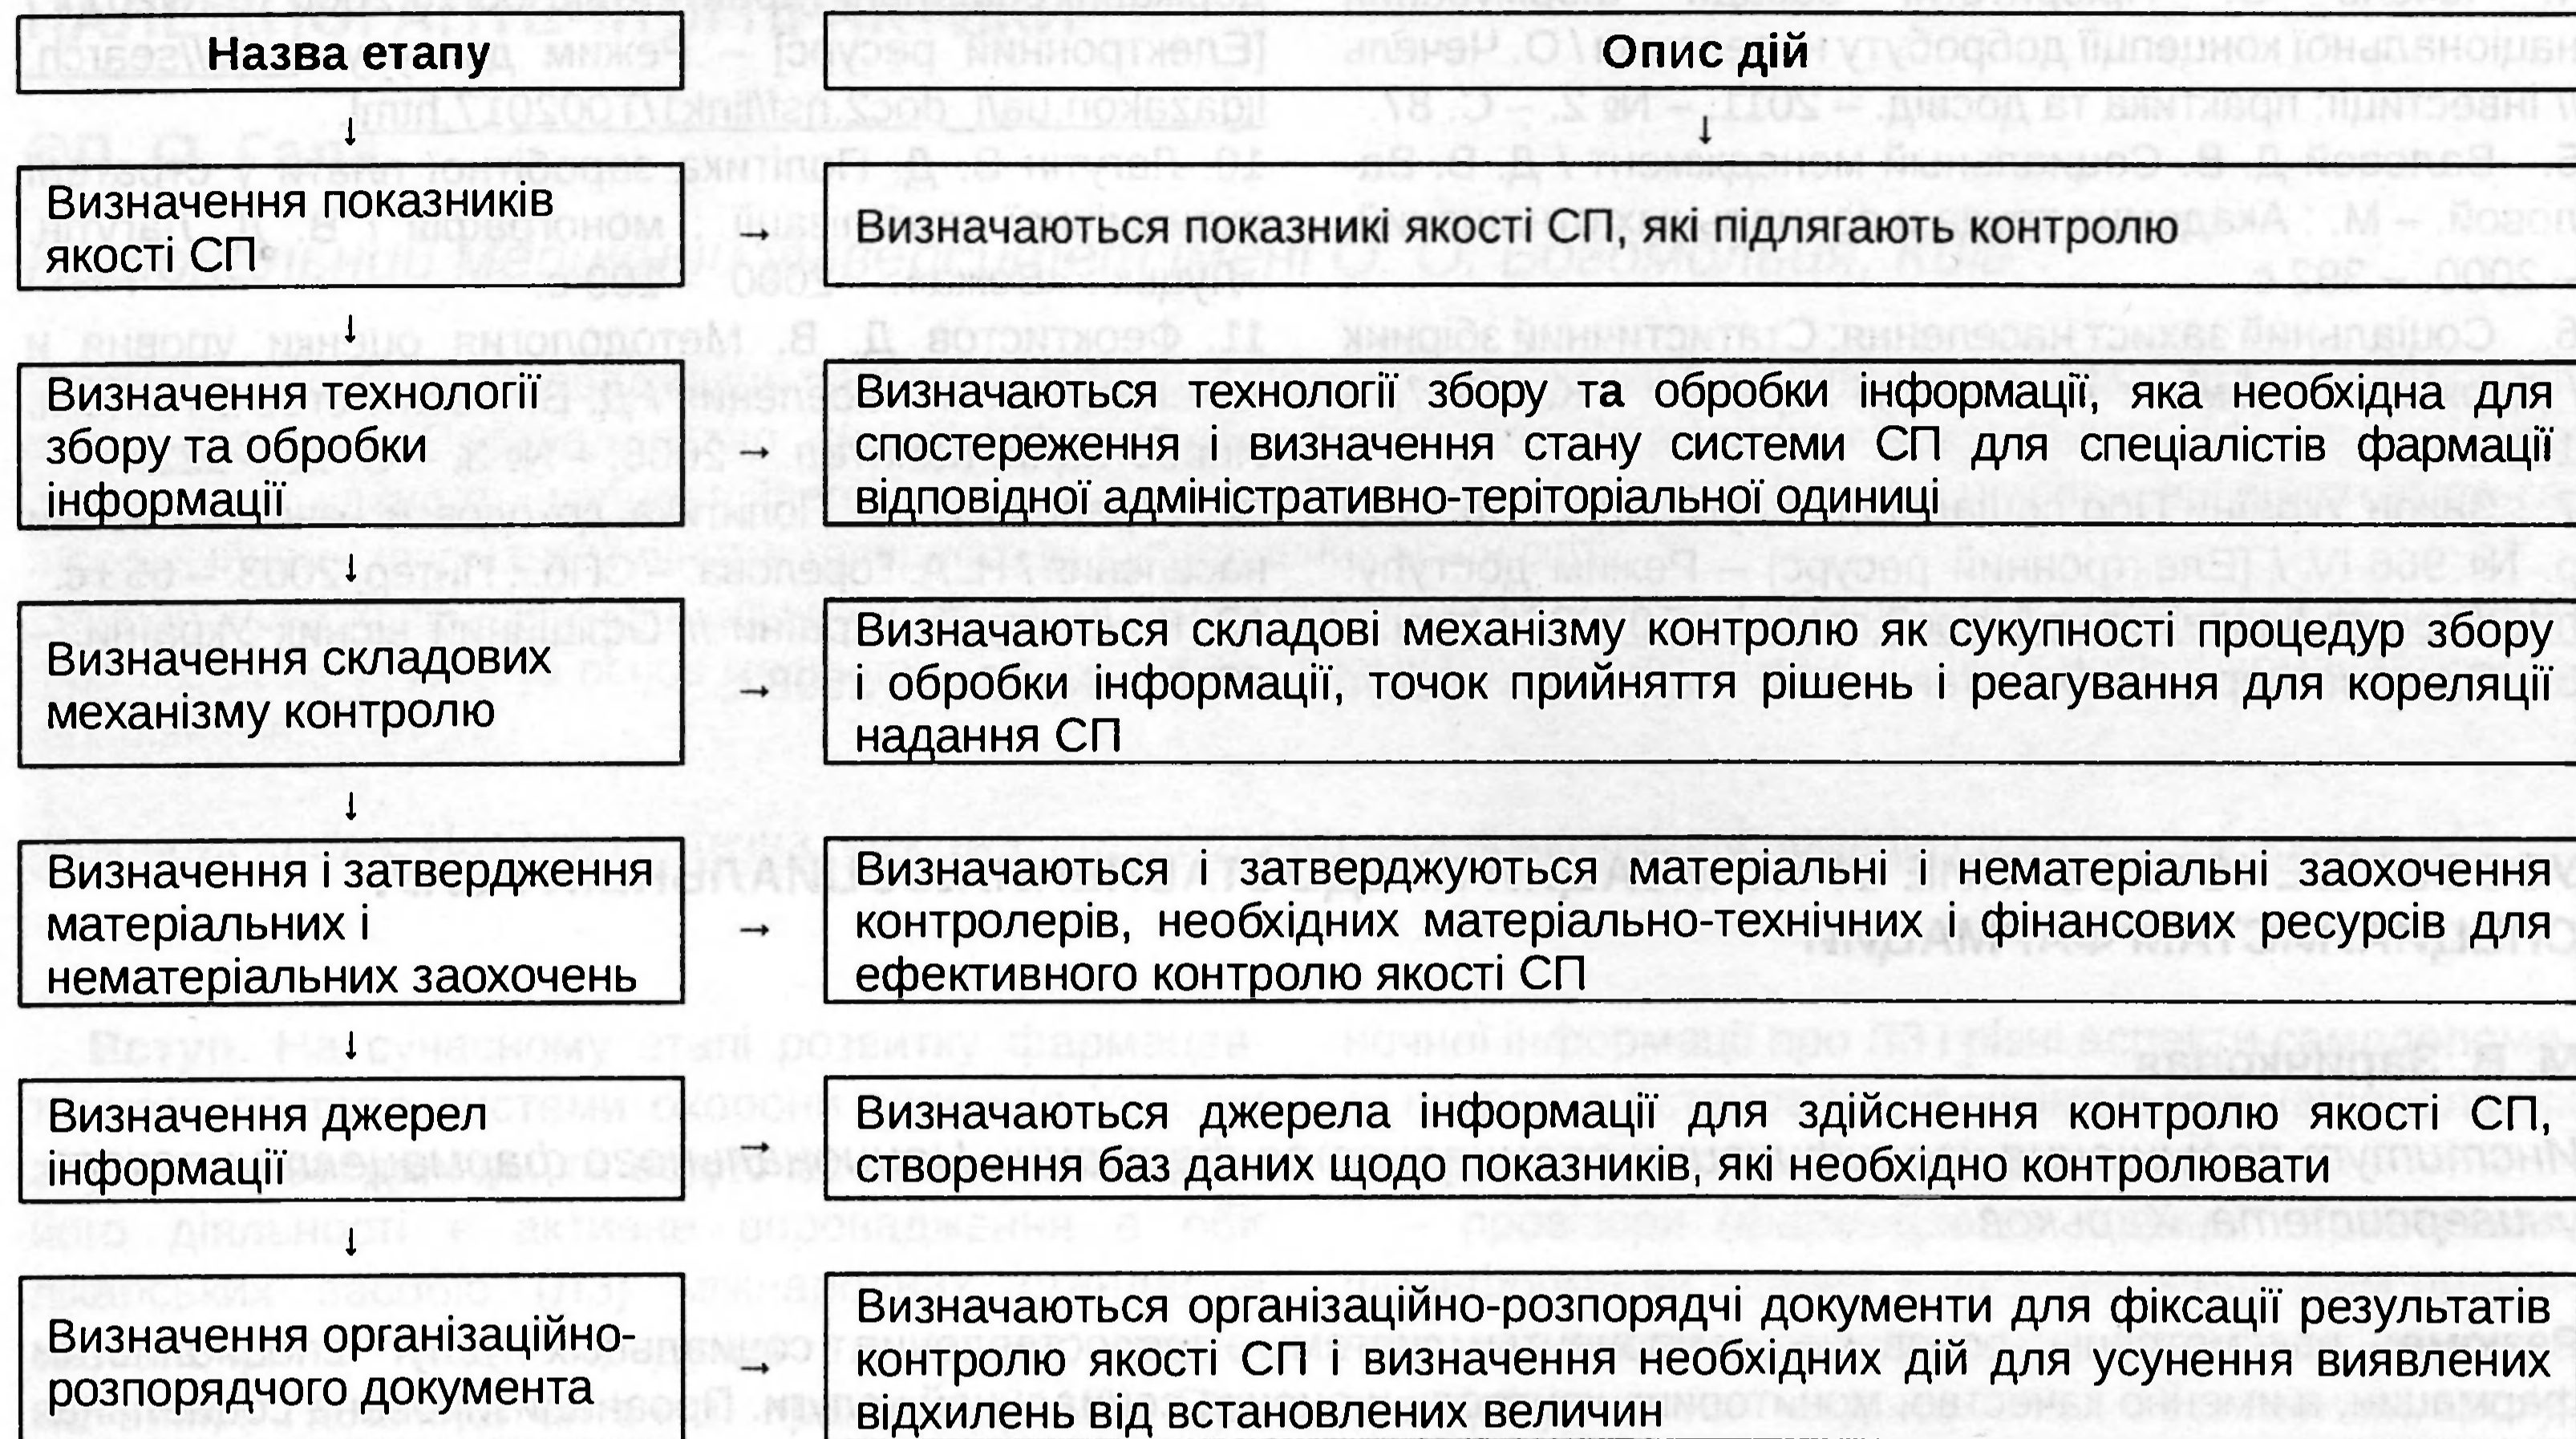 Назва етапу
Опис дій
↓
↓
Визначення показників
якості СП
→
Визначаються показникі якості СП, які підлягають контролю
↓
Визначення технології
збору та обробки
інформації
→
Визначаються технології збору та обробки інформації, яка необхідна для
спостереження і визначення стану системи СП для спеціалістів фармації
відповідної адміністративно-теріторіальної одиниці
↓
Визначення складових
механізму контролю
→
Визначаються складові механізму контролю як сукупності процедур збору
і обробки інформації, точок прийняття рішень і реагування для кореляції
надання СП
↓
Визначення і затвердження
матеріальних і
нематеріальних заохочень
→
Визначаються і затверджуються матеріальні і нематеріальні заохочення
контролерів, необхідних матеріально-технічних і фінансових ресурсів для
ефективного контролю якості СП
↓
Визначення джерел
інформації
→
Визначаються джерела інформації для здійснення контролю якості СП,
створення баз даних щодо показників, які необхідно контролювати
↓
Визначення організаційно-
розпорядчого документа
→
Визначаються організаційно-розпорядчі документи для фіксації результатів
контролю якості СП і визначення необхідних дій для усунення виявлених
відхилень від встановлених величин